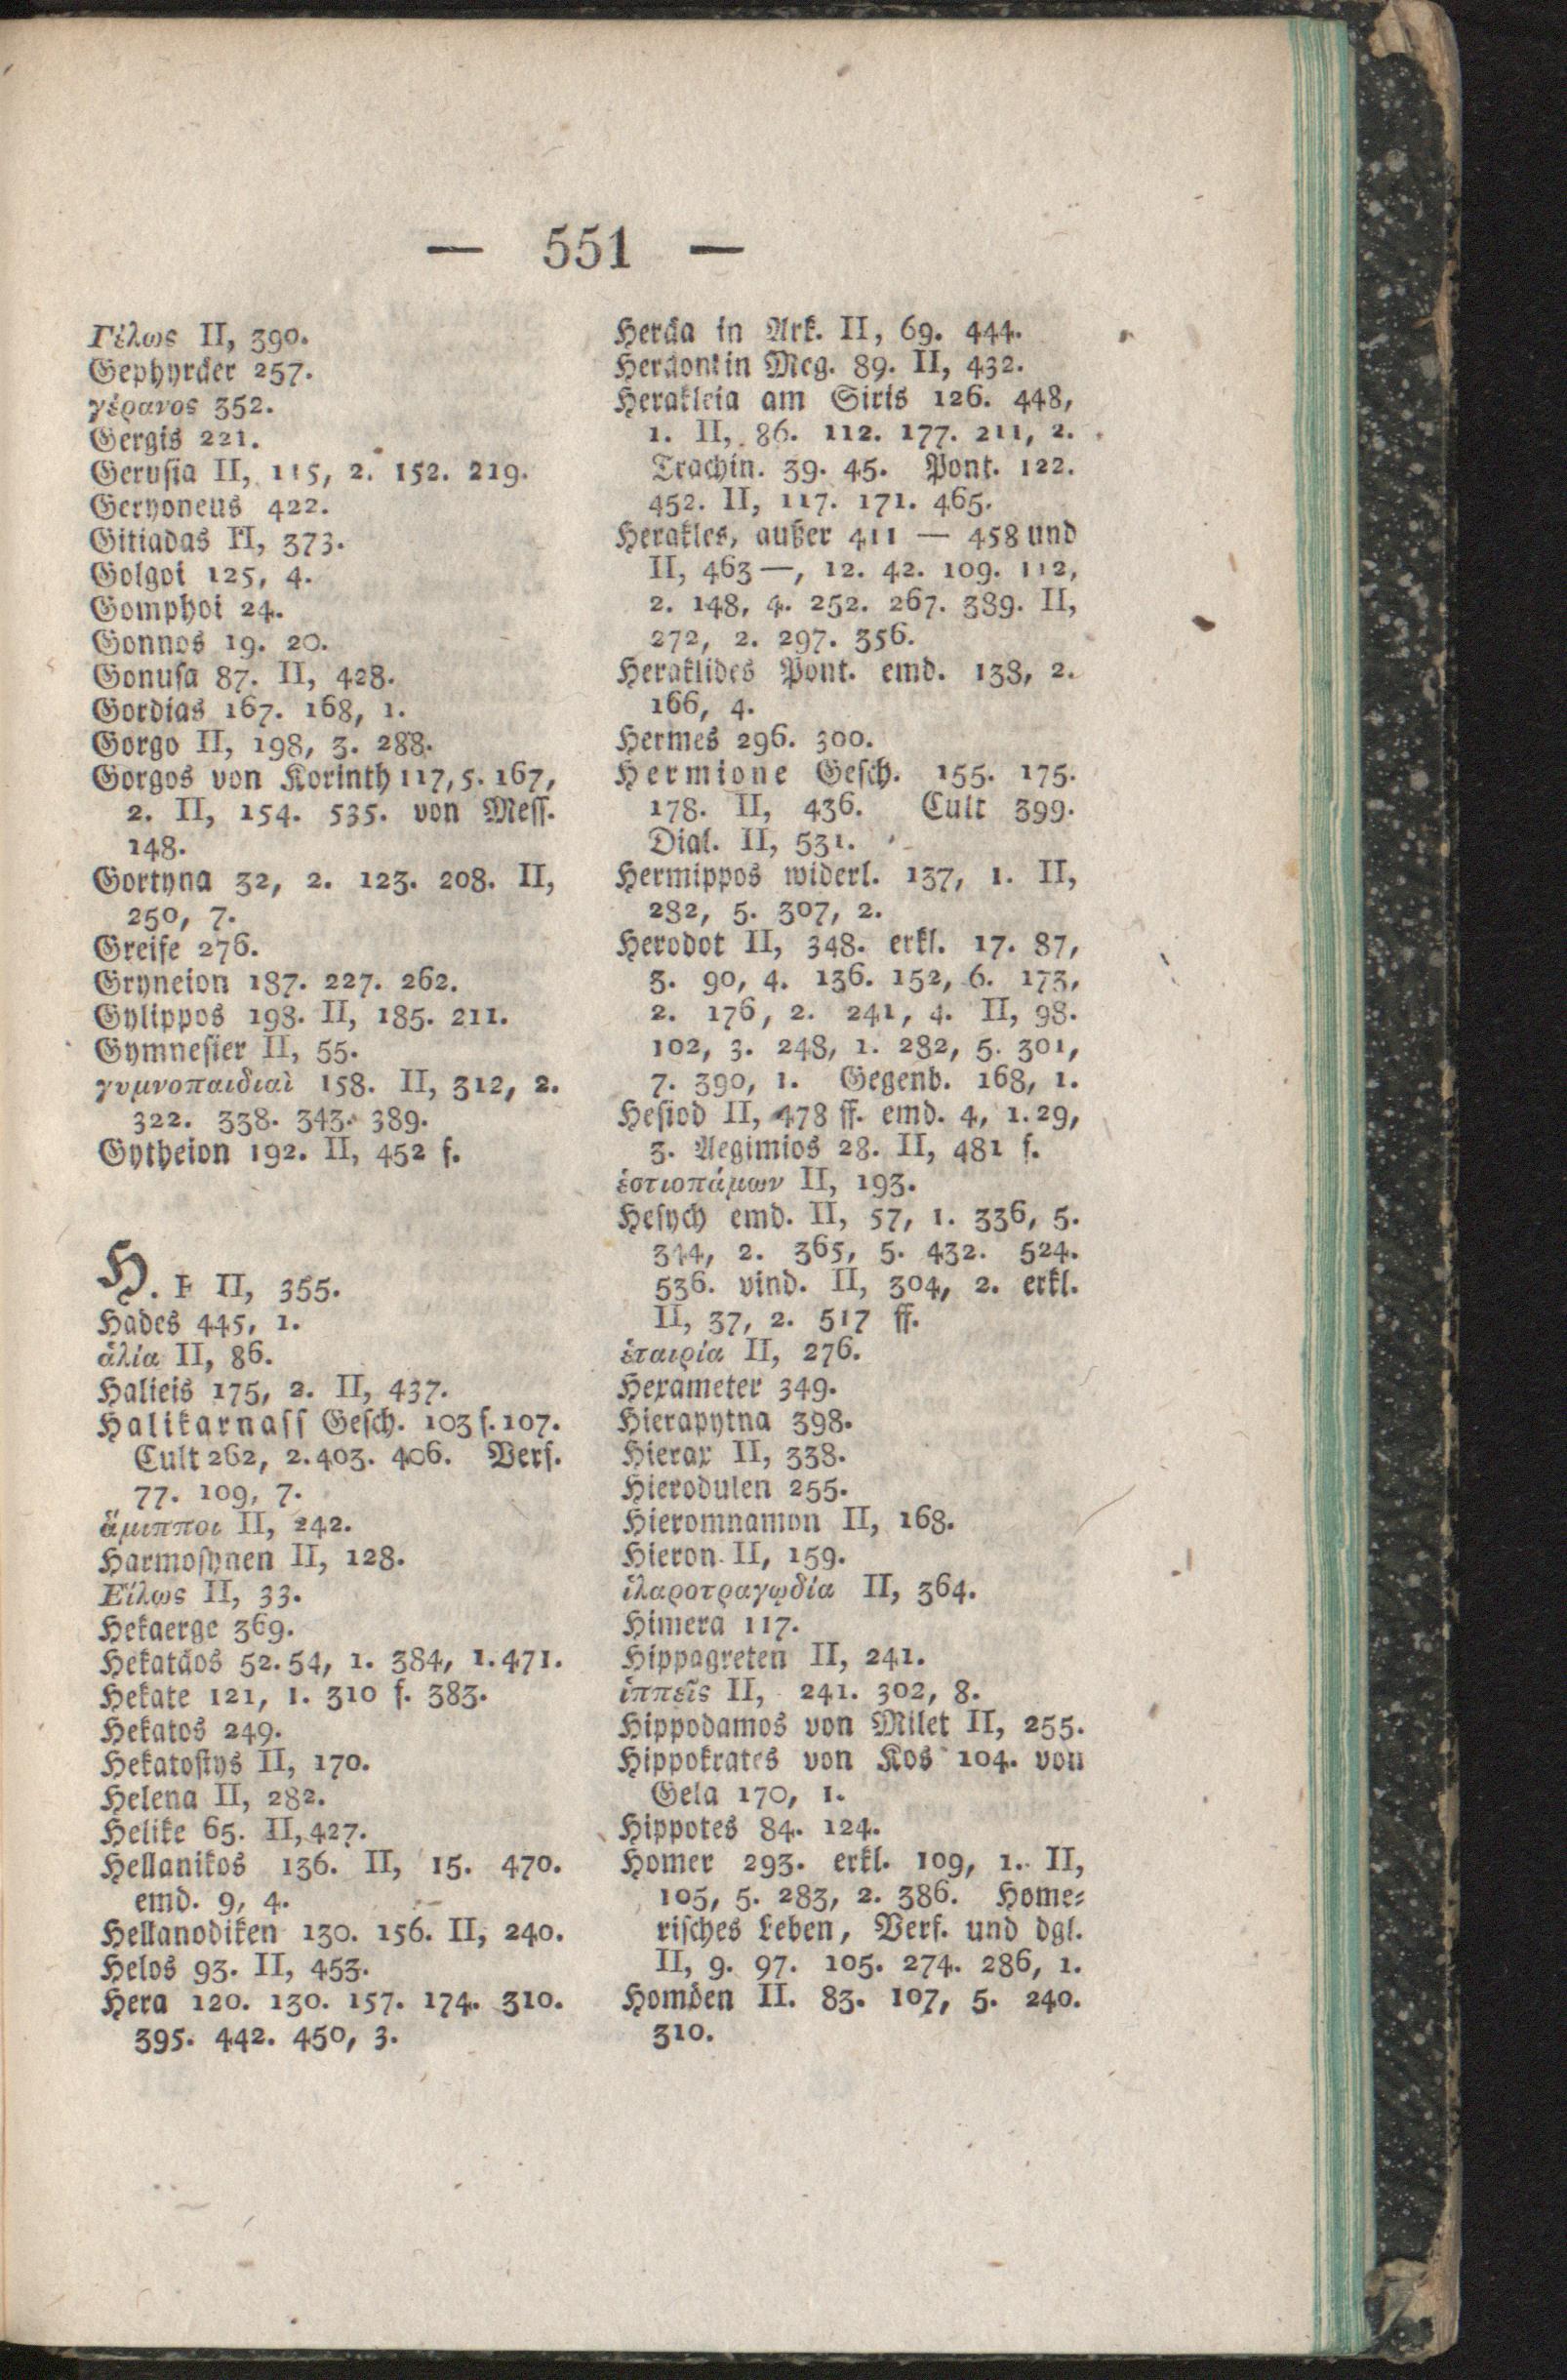 — 551 —
Γέλως II, 390.
Gephyräer 257.
γέρανος 352.
Gergis 221.
Gerusia II, 115, 2. 152. 219.
Geryoneus 422.
Gitiadas II, 373.
Golgoi 125, 4.
Gomphoi 24.
Gonnos 19. 20.
Gonusa 87. II, 428.
Gordias 167. 168, 1.
Gorgo II, 198, 3. 288.
Gorgos von Korinth 117, 5. 167,
2. II, 154. 535. von Mess.
148.
Gortyna 32, 2. 123. 208. II,
250, 7.
Greife 276.
Gryneion 187. 227. 262.
Gylippos 198. II, 185. 211.
Gymnesier II, 55.
γυμνοπαιδιαὶ 158. II, 312, 2.
322. 338. 343. 389.
Gytheion 192. II, 452 f.
H. Ⱶ II, 355.
Hades 445, 1.
ἁλία II, 86.
Halieis 175, 2. II, 437.
Halikarnass Gesch. 103 f. 107.
Cult 262, 2. 403. 406. Verf.
77. 109, 7.
ἅμιπποι II, 242.
Harmosynen II, 128.
Εἵλως II, 33.
Hekaerge 369.
Hekatäos 52. 54, 1. 384, 1. 471.
Hekate 121, 1. 310 f. 383.
Hekatos 249.
Hekatostys II, 170.
Helena II, 282.
Helike 65. II, 427.
Hellanikos 136. II, 15. 470.
emd. 9, 4.
Hellanodiken 130. 156. II, 240.
Helos 93. II, 453.
Hera 120. 130. 157. 174. 310.
395. 442. 450, 3.
Heräa in Ark. II, 69. 444.
Heräon in Meg. 89. II, 432.
Herakleia am Siris 126. 448,
1. II, 86. 112. 177. 211, 2.
Trachin. 39. 45. Pont. 122.
452. II, 117. 171. 465.
Herakles, außer 411 — 458 und
II, 463 —, 12. 42. 109. 112,
2. 148, 4. 252. 267. 389. II,
272, 2. 297. 356.
Heraklides Pont. emd. 138, 2.
166, 4.
Hermes 296. 300.
Hermione Gesch. 155. 175.
178. II, 436. Cult 399.
Dial. II, 531.
Hermippos widerl. 137, 1. II,
282, 5. 307, 2.
Herodot II, 348. erkl. 17. 87,
3. 90, 4. 136. 152, 6. 173,
2. 176, 2. 241, 4. II, 98.
102, 3. 248, 1. 282, 5. 301,
7. 390, 1. Gegenb. 168, 1.
Hesiod II, 478 ff. emd. 4, 1. 29,
3. Aegimios 28. II, 481 f.
ἑστιοπάμων II, 193.
Hesych emd. II, 57, 1. 336, 5.
344, 2. 365, 5. 432. 524.
536. vind. II, 304, 2. erkl.
II, 37, 2. 517 ff.
ἑταιρία II, 276.
Hexameter 349.
Hierapytna 398.
Hierax II, 338.
Hierodulen 255.
Hieromnamon II, 168.
Hieron II, 159.
ἱλαροτραγῳδία II, 364.
Himera 117.
Hippagreten II, 241.
ἱππεῖς II, 241. 302, 8.
Hippodamos von Milet II, 255.
Hippokrates von Kos 104. von
Gela 170, 1.
Hippotes 84. 124.
Homer 293. erkl. 109, 1. II,
105, 5. 283, 2. 386. Home-
risches Leben, Verf. und dgl.
II, 9. 97. 105. 274. 286, 1.
Homöen II. 83. 107, 5. 240.
310.